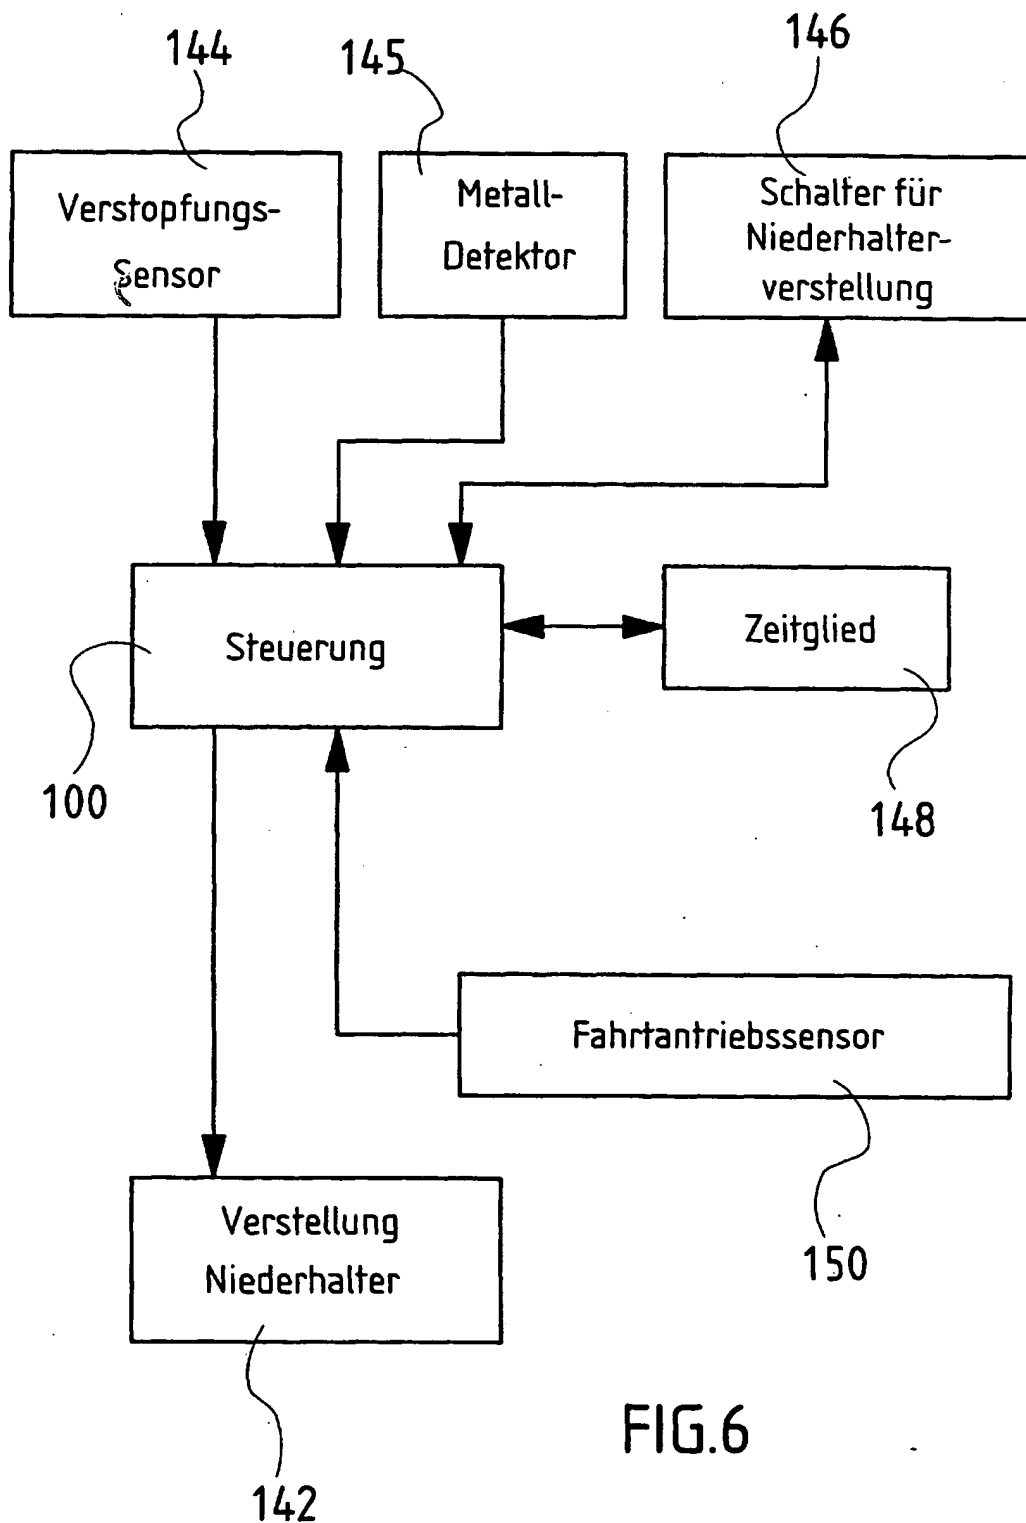 144
145
146
Verstopfungs-
Sensor
Metall-
Detektor
Schalter für
Niederhalter-
verstellung
Steuerung
Zeitglied
100
148
Fahrtantriebssensor
150
Verstellung
Niederhalter
142
FIG.6